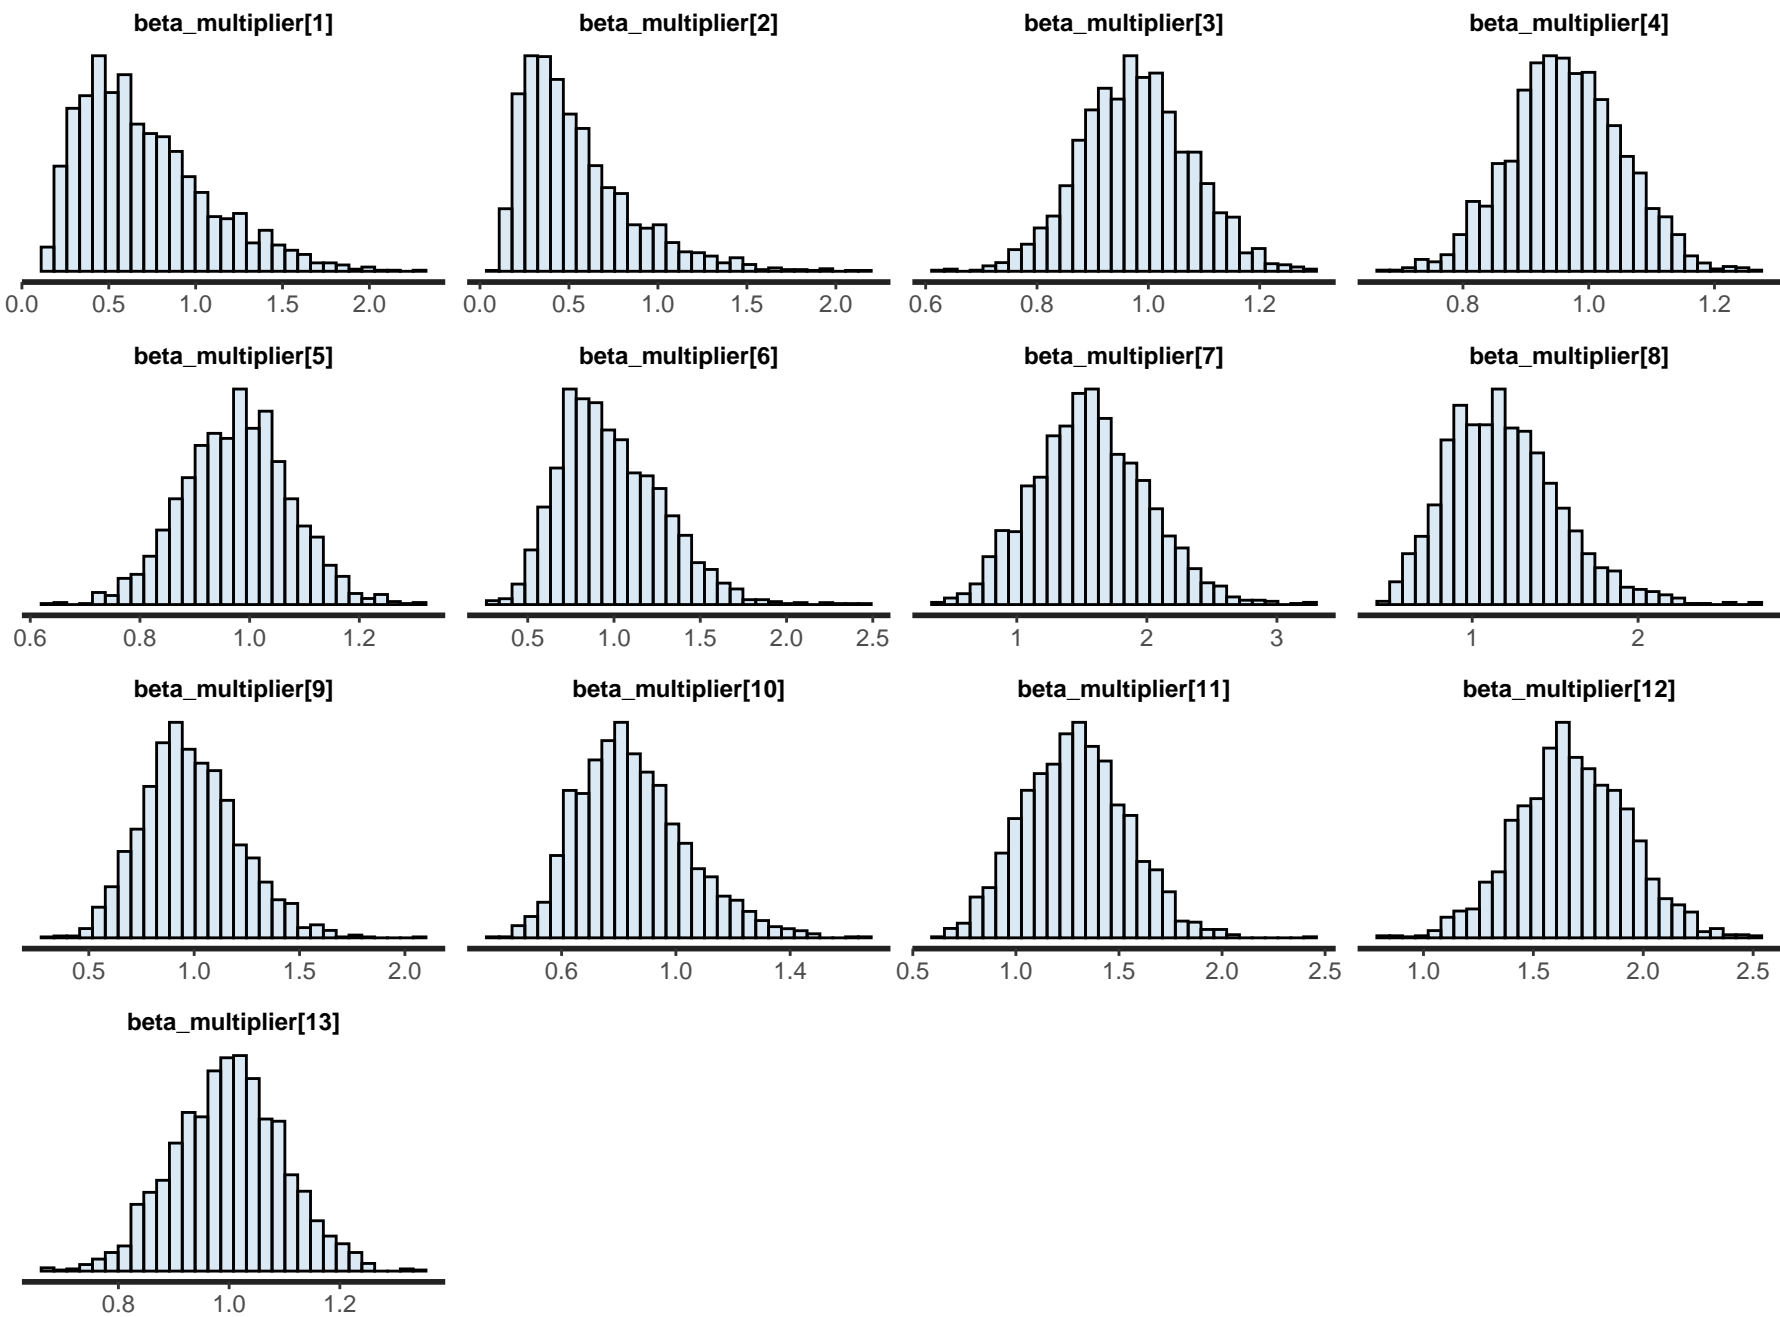 beta_multiplier[1] beta_multiplier[2] beta_multiplier[3] beta_multiplier[4]
0.0 0.5 1.0 1.5 2.0 0.0 0.5 1.0 1.5 2.0 0.6 0.8 1.0 1.2 0.8 1.0 1.2
beta_multiplier[5] beta_multiplier[6] beta_multiplier[7] beta_multiplier[8]
0.6 0.8 1.0 1.2 0.5 1.0 1.5 2.0 2.5 1 2 3 1 2
beta_multiplier[9] beta_multiplier[10] beta_multiplier[11] beta_multiplier[12]
0.5 1.0 1.5 2.0 0.6 1.0 1.4 0.5 1.0 1.5 2.0 2.5 1.0 1.5 2.0 2.5
beta_multiplier[13]
0.8 1.0 1.2